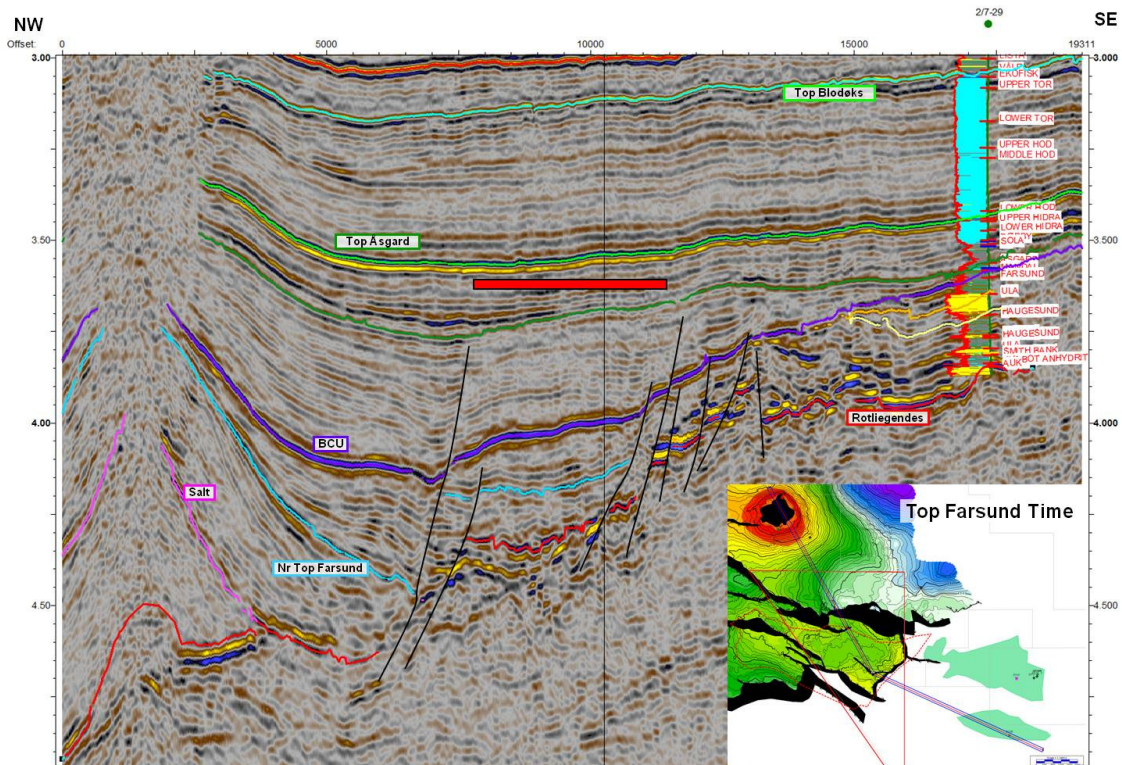 NW
2/7-29
SE
Offset:
0
5000
10000
15000
19311
3.00
3.000
EKOFISK
UPPER TOR
Top Blodøks
LOWER TOR
UPPER HOD
MIDDLE HOD
LOWER HOD
UPPER HIDRA
LOWER HIDRA
Top Åsgard
3.50
3.500
SOLA
FARSUND
ULA
HAUGESUND
HAUGESUND
SMITH BANK
AUK
4.00
4.000
Rotliegendes
BCU
Salt
Top Farsund Time
Nr Top Farsund
4.50
4.500